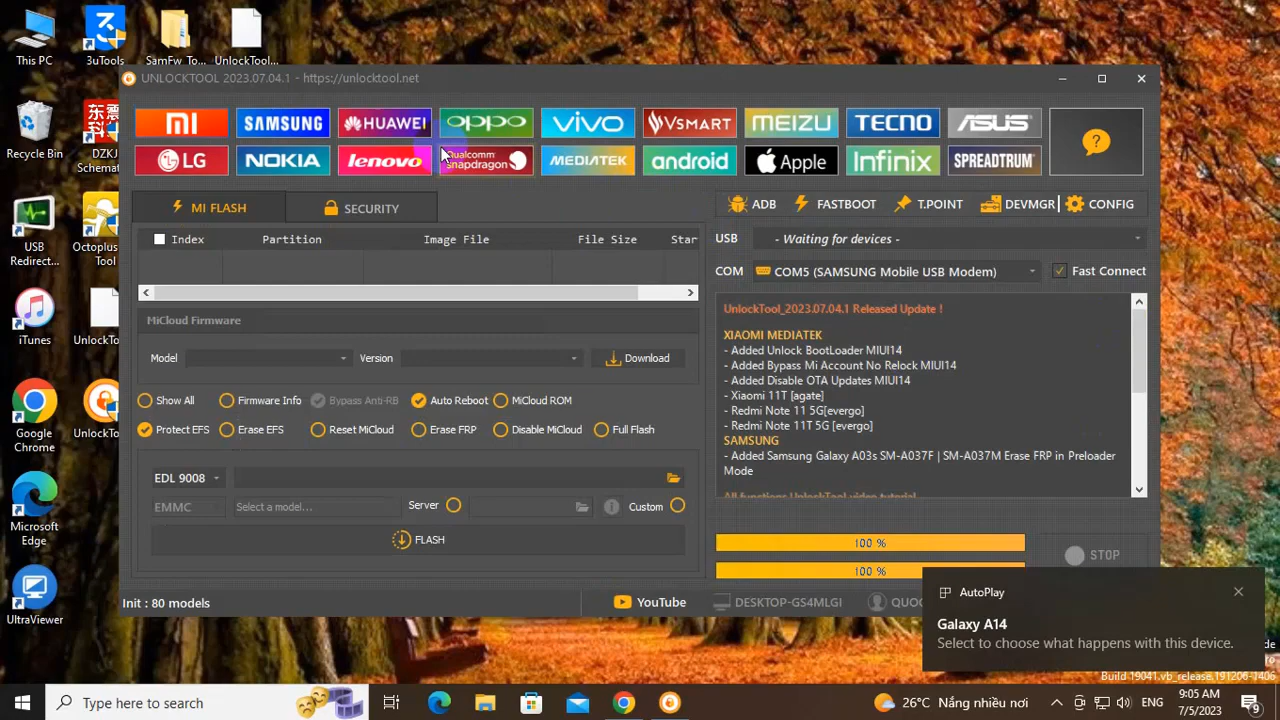 This PC
3uTools
SamFw_To...
UnlockTool...
Recycle Bin
DZKJ
Schemat...
东震
科
USB
Redirect...
Octoplus
Tool
iTunes
UnlockTo...
Google
Chrome
UnlockTo...
Microsoft
Edge
UltraViewer
UNLOCKTOOL 2023.07.04.1 - https://unlocktool.net
SAMSUNG HUAWEI oppo vivo VSMART MEIZU TECNO ASUS ?
LG NOKIA lenovo Qualcomm snapdragon MEDIATEK android Apple Infinix SPREADTRUM
MI FLASH SECURITY
ADB FASTBOOT T.POINT DEVMGR CONFIG
Index Partition Image File File Size Star
USB - Waiting for devices -
COM COM5 (SAMSUNG Mobile USB Modem) Fast Connect
MiCloud Firmware
Model Version Download
Show All Firmware Info Bypass Anti-RB Auto Reboot MiCloud ROM
Protect EFS Erase EFS Reset MiCloud Erase FRP Disable MiCloud Full Flash
EDL 9008
EMMC Select a model... Server Custom
FLASH
UnlockTool_2023.07.04.1 Released Update !
XIAOMI MEDIATEK
- Added Unlock BootLoader MIUI14
- Added Bypass Mi Account No Relock MIUI14
- Added Disable OTA Updates MIUI14
- Xiaomi 11T [agate]
- Redmi Note 11 5G[evergo]
- Redmi Note 11T 5G [evergo]
SAMSUNG
- Added Samsung Galaxy A03s SM-A037F | SM-A037M Erase FRP in Preloader
Mode
All functions UnlockTool video tutorial
100 %
100 %
STOP
Init : 80 models
YouTube DESKTOP-GS4MLGI QUOC
AutoPlay
Galaxy A14
Select to choose what happens with this device.
Build 19041.vb_release.191206-1406
Type here to search
26°C Nắng nhiều nơi
ENG
9:05 AM
7/5/2023
9